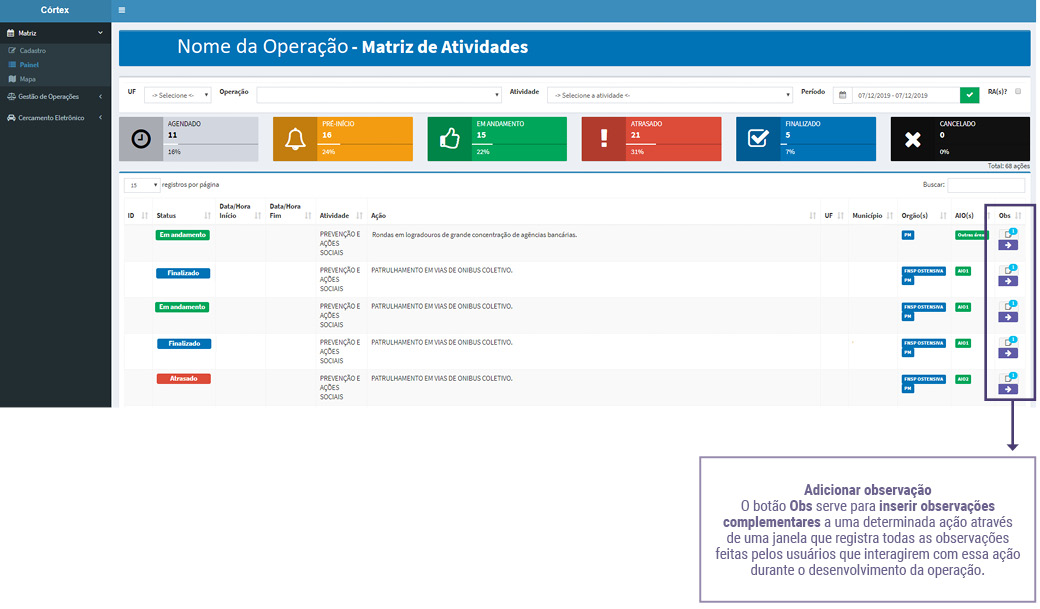 Córtex
Matriz
Cadastro
Painel
Mapa
Gestão de Operações
Cercamento Eletrônico
Nome da Operação - Matriz de Atividades
UF -> Selecione <- Operação Atividade -> Selecione a atividade <- Período 07/12/2019 - 07/12/2019 RA(s)?
AGENDADO
11
16%
PRÉ-INÍCIO
16
24%
EM ANDAMENTO
15
22%
ATRASADO
21
31%
FINALIZADO
5
7%
CANCELADO
0
0%
Total: 68 ações
15 registros por página Buscar:
ID Status Data/Hora Início Data/Hora Fim Atividade Ação UF Município Orgão(s) AIO(s) Obs
Em andamento PREVENÇÃO E Rondas em logradouros de grande concentração de agências bancárias. PM Outras área 1
AÇÕES
SOCIAIS
Finalizado PREVENÇÃO E PATRULHAMENTO EM VIAS DE ONIBUS COLETIVO. FNSP OSTENSIVA AIO1 1
AÇÕES PM
SOCIAIS
Em andamento PREVENÇÃO E PATRULHAMENTO EM VIAS DE ONIBUS COLETIVO. FNSP OSTENSIVA AIO1 1
AÇÕES PM
SOCIAIS
Finalizado PREVENÇÃO E PATRULHAMENTO EM VIAS DE ONIBUS COLETIVO. FNSP OSTENSIVA AIO1 1
AÇÕES PM
SOCIAIS
Atrasado PREVENÇÃO E PATRULHAMENTO EM VIAS DE ONIBUS COLETIVO. FNSP OSTENSIVA AIO2 1
AÇÕES PM
SOCIAIS
Adicionar observação
O botão Obs serve para inserir observações
complementares a uma determinada ação através
de uma janela que registra todas as observações
feitas pelos usuários que interagirem com essa ação
durante o desenvolvimento da operação.